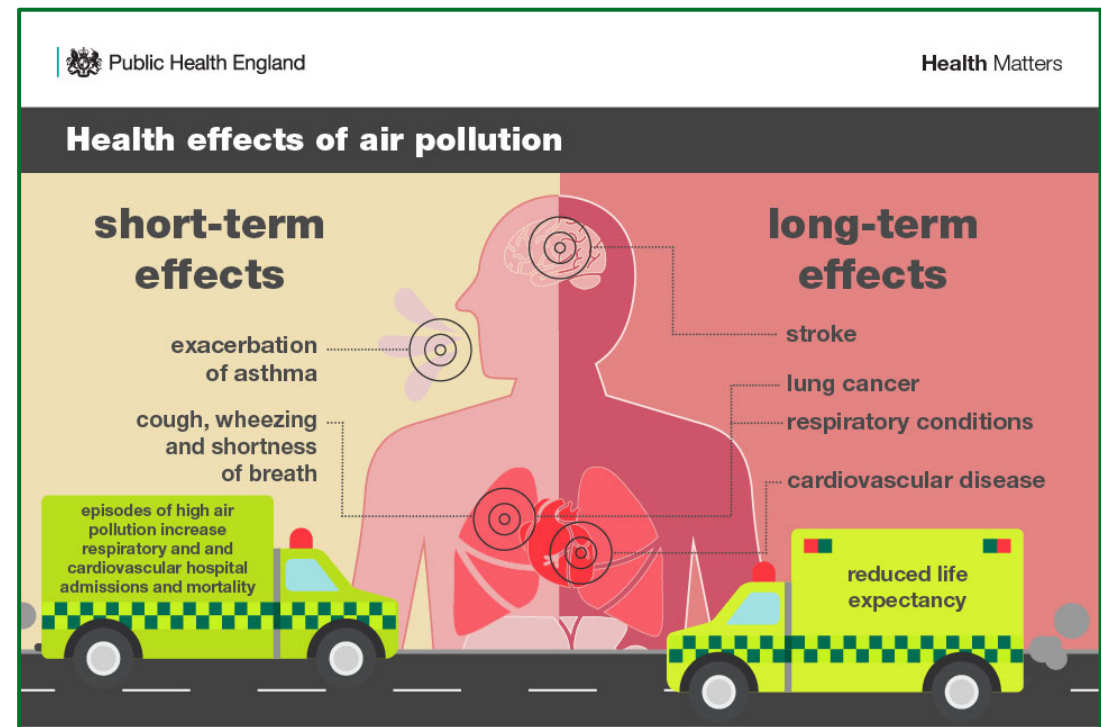 Public Health England
Health Matters
Health effects of air pollution
short-term
effects
exacerbation
of asthma
cough, wheezing
and shortness
of breath
episodes of high air
pollution increase
respiratory and and
cardiovascular hospital
admissions and mortality
long-term
effects
stroke
lung cancer
respiratory conditions
cardiovascular disease
reduced life
expectancy